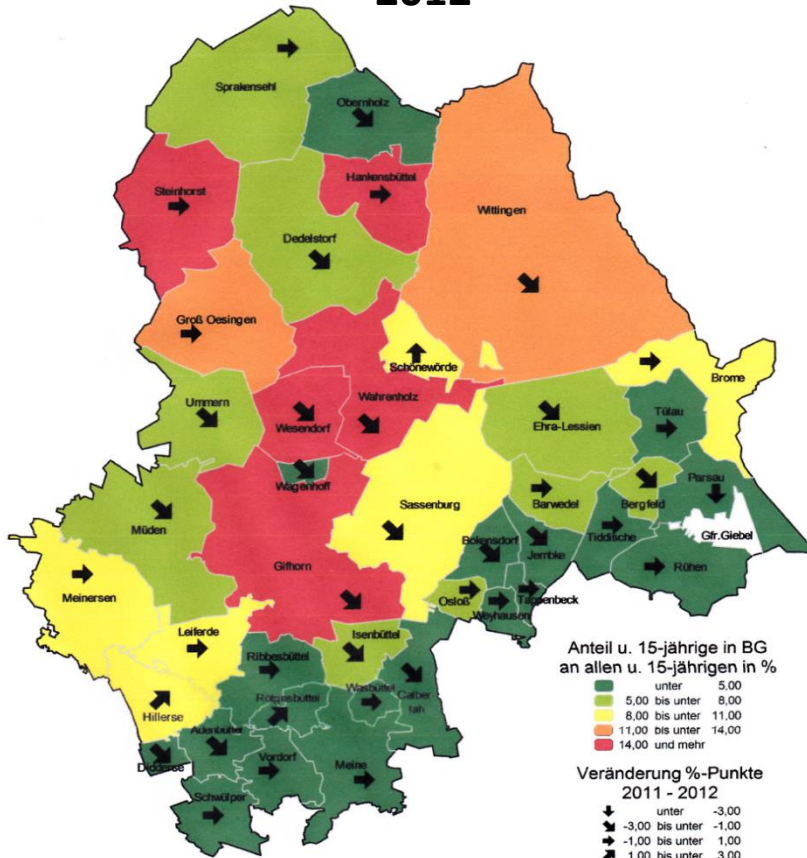 2012
Sprakensehl
Obernholz
Steinhorst
Hankensbüttel
Wittingen
Dedelstorf
Groß Oesingen
Schönewörde
Brome
Ummern
Wahrenholz
Wesendorf
Ehra-Lessien
Tülau
Wagenhoff
Parsau
Sassenburg
Barwedel
Bergfeld
Müden
Gfr.Giebel
Bokensdorf
Jembke
Tiddische
Gifhorn
Rühen
Meinersen
Osloß
Tappenbeck
Weyhausen
Leiferde
Isenbüttel
Ribbesbüttel
Rötgesbüttel
Wasbüttel
Calber
lah
Hillerse
Adenbüttel
Didderse
Vordorf
Meine
Schwülper
Anteil u. 15-jährige in BG
an allen u. 15-jährigen in %
unter 5,00
5,00 bis unter 8,00
8,00 bis unter 11,00
11,00 bis unter 14,00
14,00 und mehr
Veränderung %-Punkte
2011 - 2012
unter -3,00
-3,00 bis unter -1,00
-1,00 bis unter 1,00
1,00 bis unter 3,00